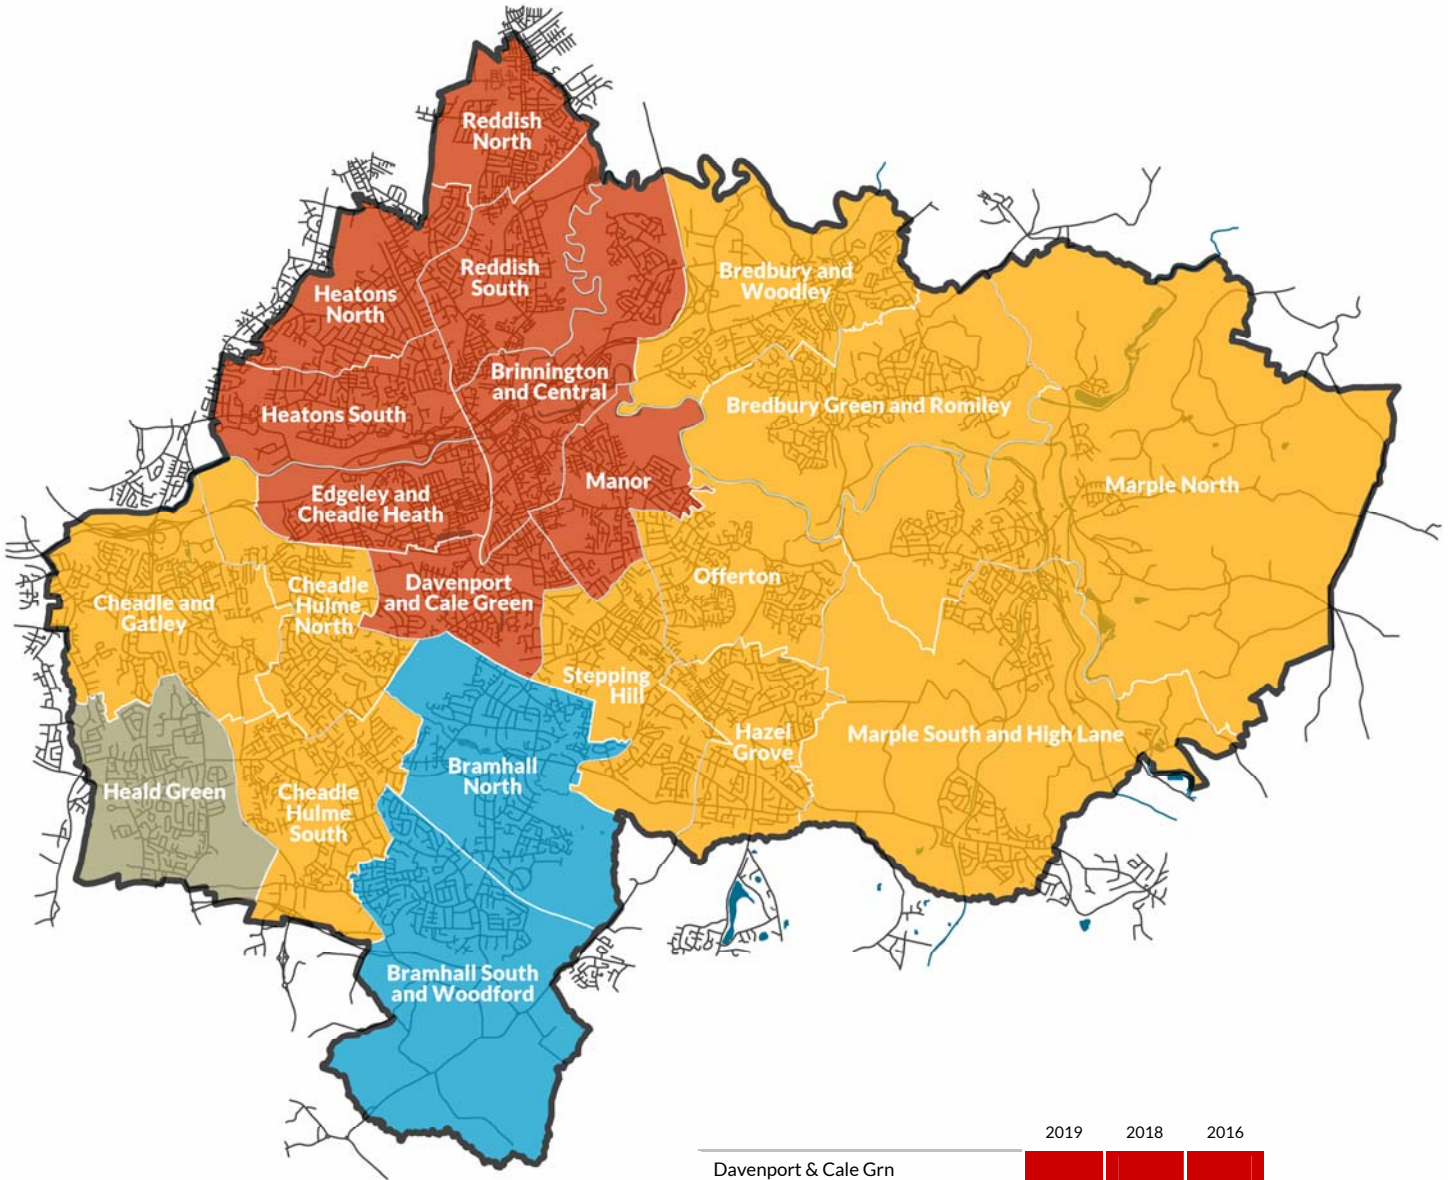 Reddish
North
Reddish
South
Heatons
North
Bredbury and
Woodley
Brinnington
and Central
Heatons South
Bredbury Green and Romiley
Manor
Marple North
Edgeley and
Cheadle Heath
Offerton
Davenport
and Cale Green
Cheadle
Hulme
North
Cheadle and
Gatley
Stepping
Hill
Hazel
Grove
Marple South and High Lane
Bramhall
North
Heald Green
Cheadle
Hulme
South
Bramhall South
and Woodford
2019 2018 2016
Davenport & Cale Grn